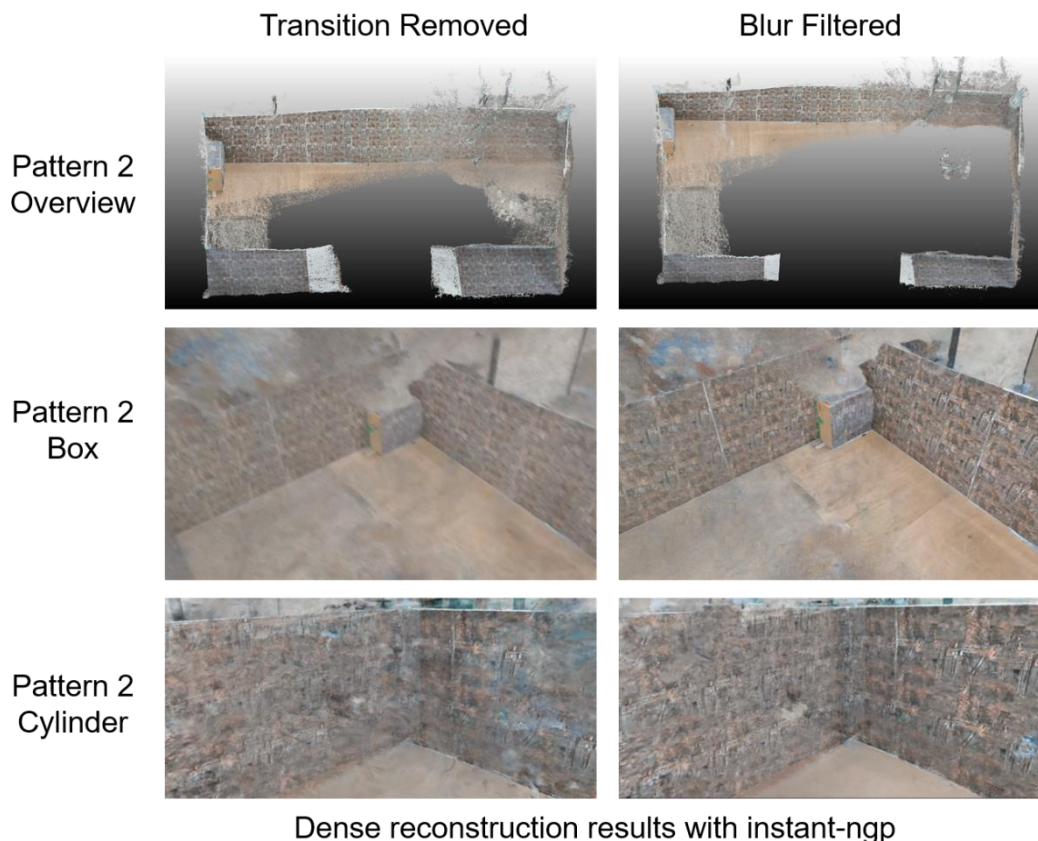 Transition Removed
Blur Filtered
Pattern 2
Overview
Pattern 2
Box
Pattern 2
Cylinder
Dense reconstruction results with instant-ngp